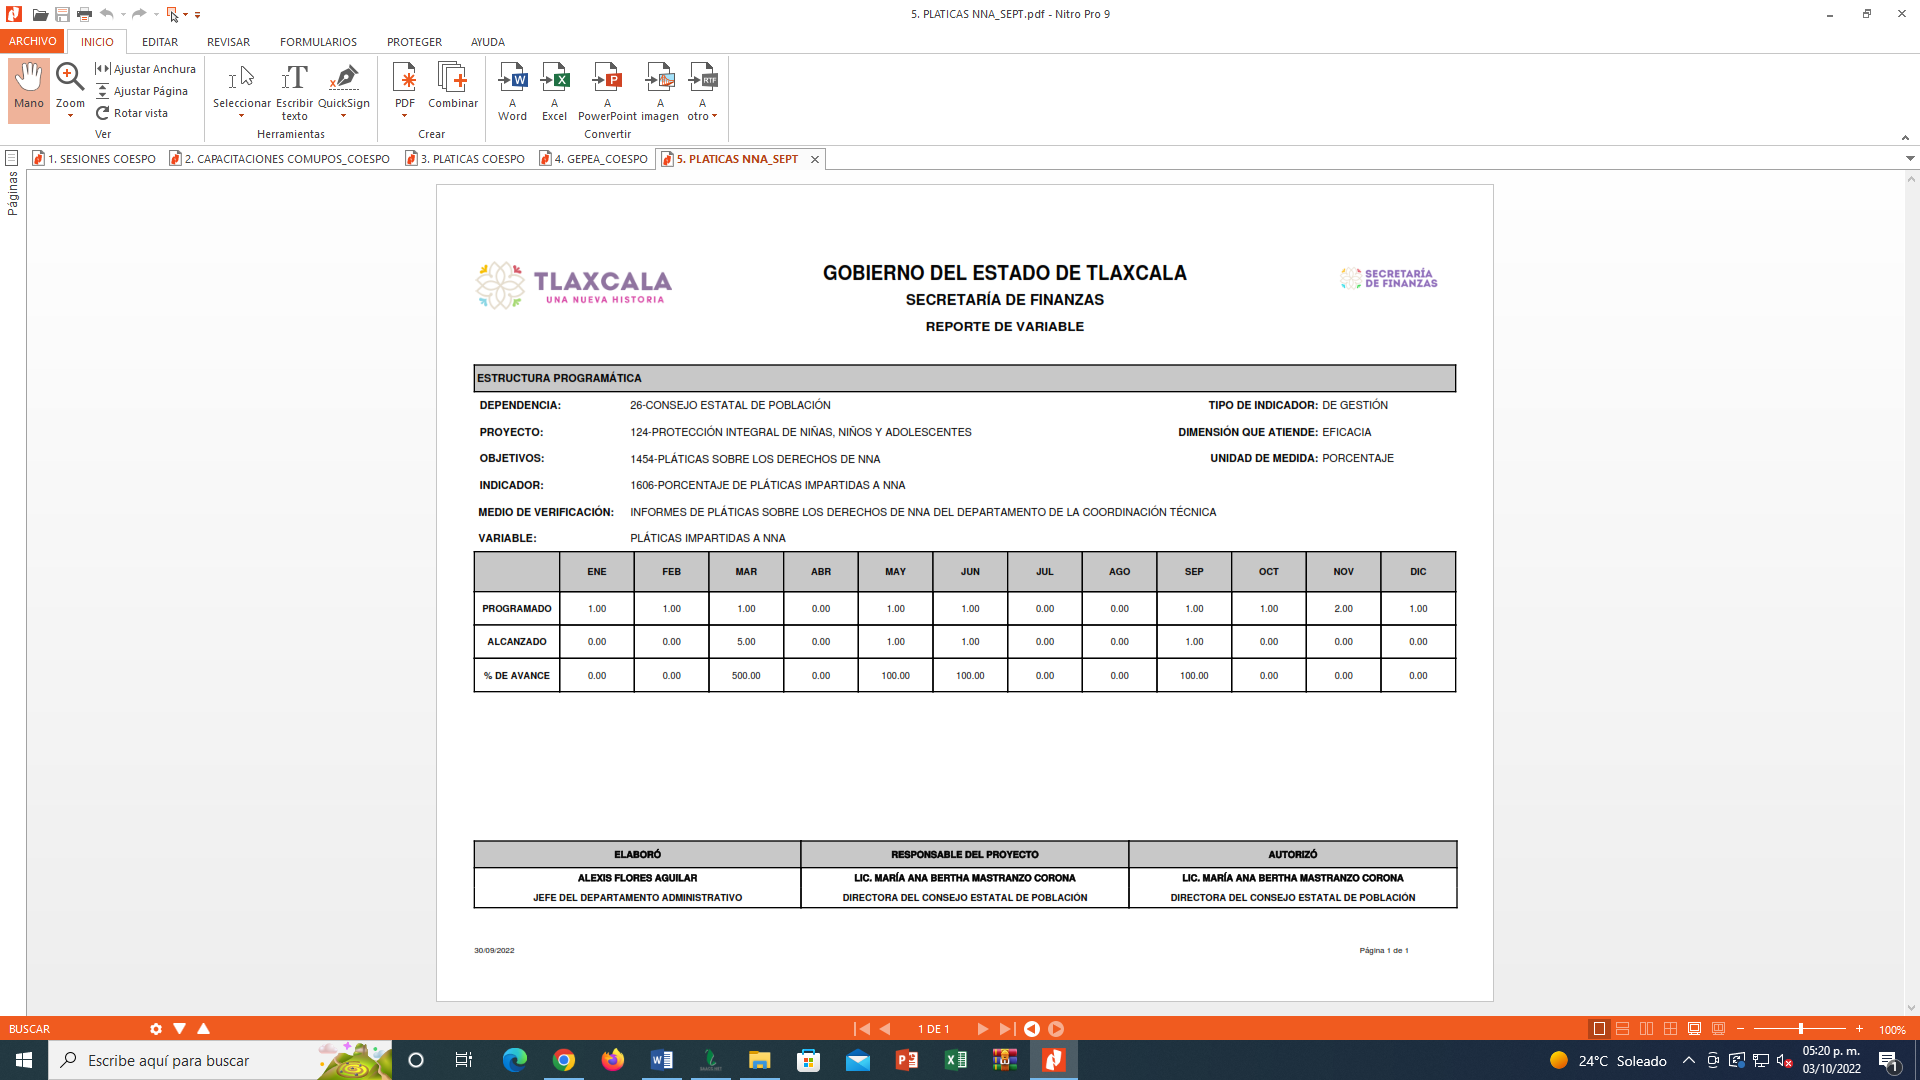 5. PLATICAS NNA_SEPT.pdf - Nitro Pro 9
ARCHIVO INICIO EDITAR REVISAR FORMULARIOS PROTEGER AYUDA
Mano Zoom Ajustar Anchura
Ajustar Página
Rotar vista
Ver
Seleccionar Escribir texto QuickSign
Herramientas
PDF Combinar
Crear
A Word A Excel A PowerPoint A imagen A otro
Convertir
1. SESIONES COESPO 2. CAPACITACIONES COMUPOS_COESPO 3. PLATICAS COESPO 4. GEPEA_COESPO 5. PLATICAS NNA_SEPT
Páginas
TLAXCALA
UNA NUEVA HISTORIA
GOBIERNO DEL ESTADO DE TLAXCALA
SECRETARÍA DE FINANZAS
REPORTE DE VARIABLE
SECRETARÍA
DE FINANZAS
ESTRUCTURA PROGRAMÁTICA
DEPENDENCIA: 26-CONSEJO ESTATAL DE POBLACIÓN TIPO DE INDICADOR: DE GESTIÓN
PROYECTO: 124-PROTECCIÓN INTEGRAL DE NIÑAS, NIÑOS Y ADOLESCENTES DIMENSIÓN QUE ATIENDE: EFICACIA
OBJETIVOS: 1454-PLÁTICAS SOBRE LOS DERECHOS DE NNA UNIDAD DE MEDIDA: PORCENTAJE
INDICADOR: 1606-PORCENTAJE DE PLÁTICAS IMPARTIDAS A NNA
MEDIO DE VERIFICACIÓN: INFORMES DE PLÁTICAS SOBRE LOS DERECHOS DE NNA DEL DEPARTAMENTO DE LA COORDINACIÓN TÉCNICA
VARIABLE: PLÁTICAS IMPARTIDAS A NNA
ENE FEB MAR ABR MAY JUN JUL AGO SEP OCT NOV DIC
PROGRAMADO 1.00 1.00 1.00 0.00 1.00 1.00 0.00 0.00 1.00 1.00 2.00 1.00
ALCANZADO 0.00 0.00 5.00 0.00 1.00 1.00 0.00 0.00 1.00 0.00 0.00 0.00
% DE AVANCE 0.00 0.00 500.00 0.00 100.00 100.00 0.00 0.00 100.00 0.00 0.00 0.00
ELABORÓ RESPONSABLE DEL PROYECTO AUTORIZÓ
ALEXIS FLORES AGUILAR LIC. MARÍA ANA BERTHA MASTRANZO CORONA LIC. MARÍA ANA BERTHA MASTRANZO CORONA
JEFE DEL DEPARTAMENTO ADMINISTRATIVO DIRECTORA DEL CONSEJO ESTATAL DE POBLACIÓN DIRECTORA DEL CONSEJO ESTATAL DE POBLACIÓN
30/09/2022 Página 1 de 1
BUSCAR 1 DE 1 100%
Escribe aquí para buscar 24°C Soleado 05:20 p. m.
03/10/2022 1